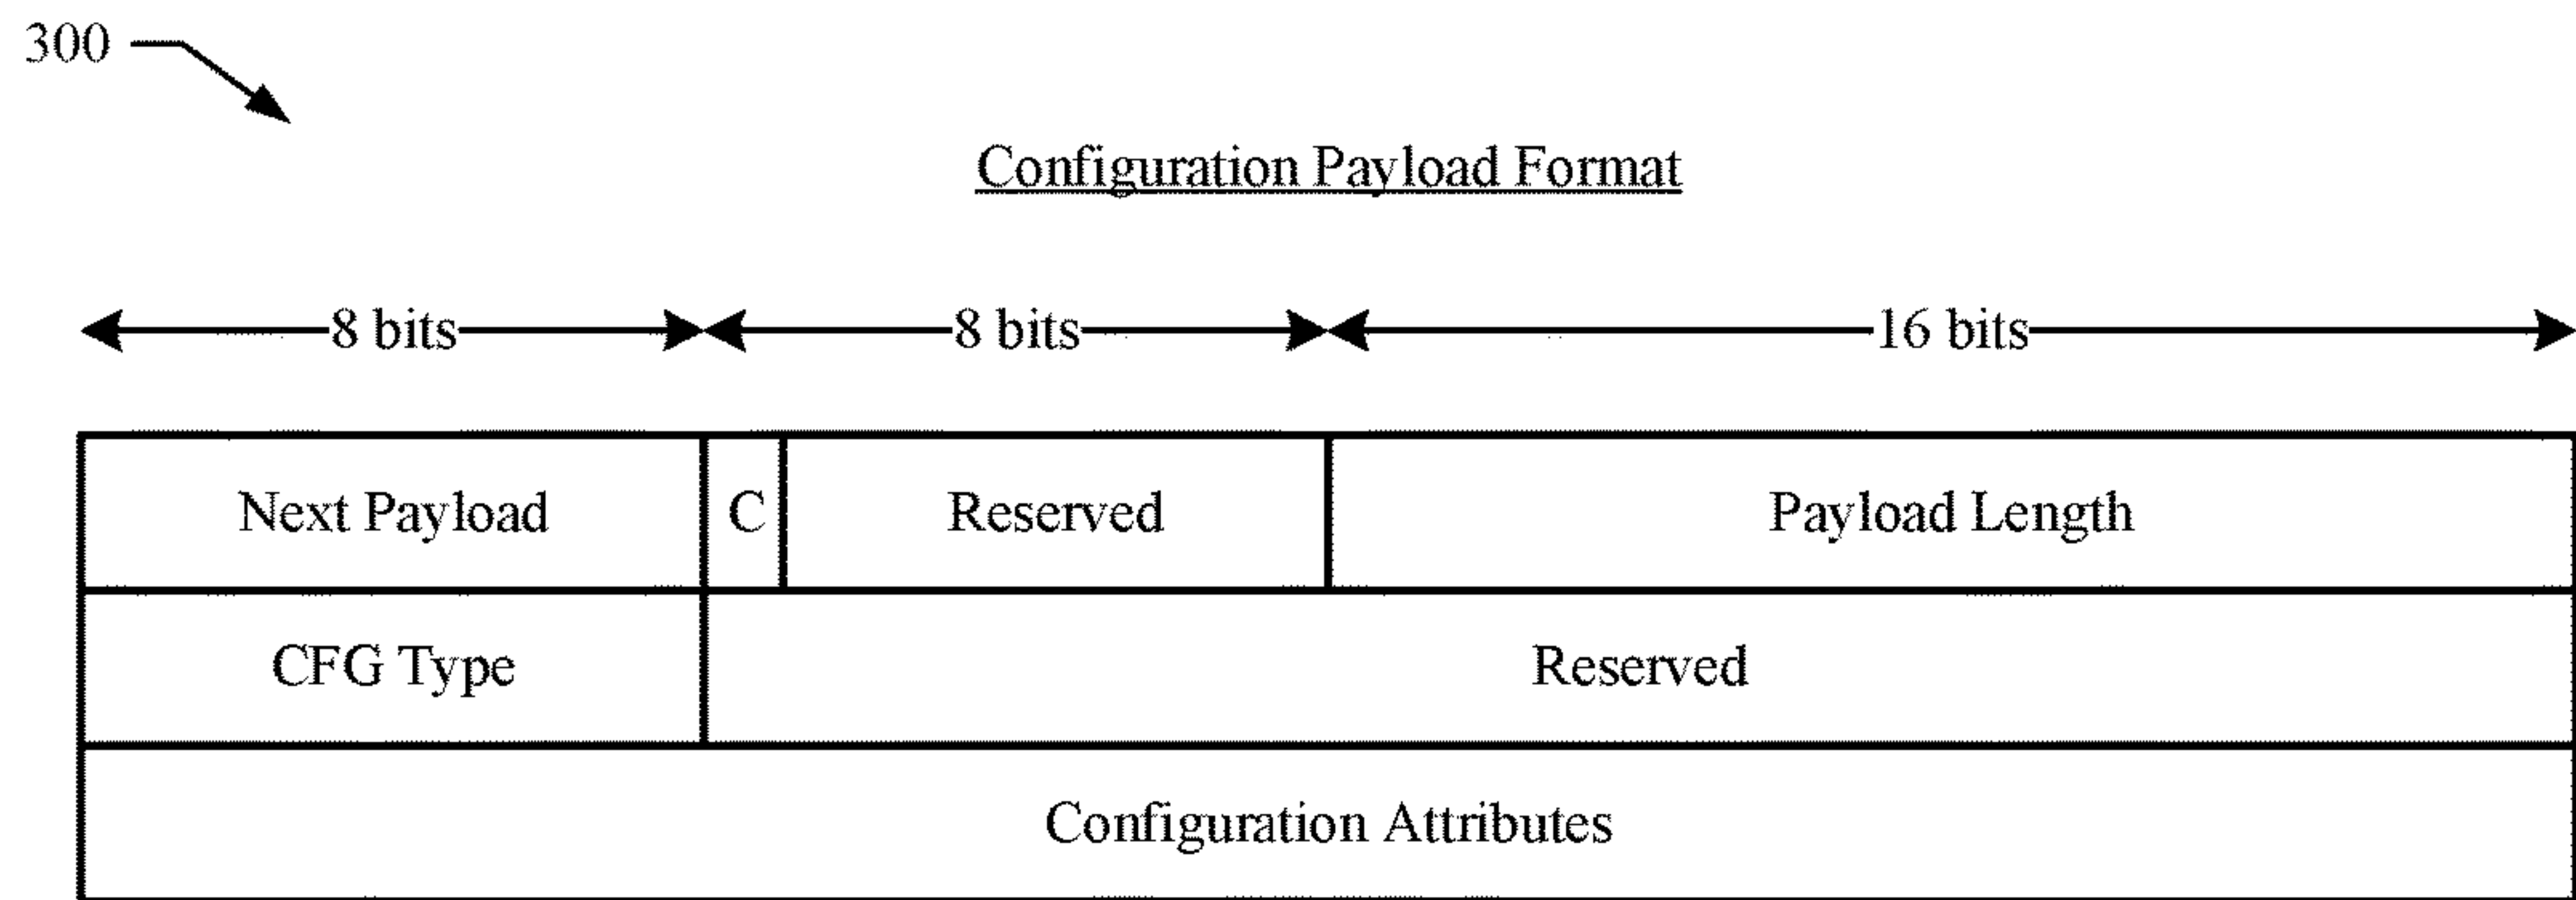 300
Configuration Payload Format
8 bits 8 bits 16 bits
Next Payload C Reserved Payload Length
CFG Type Reserved
Configuration Attributes